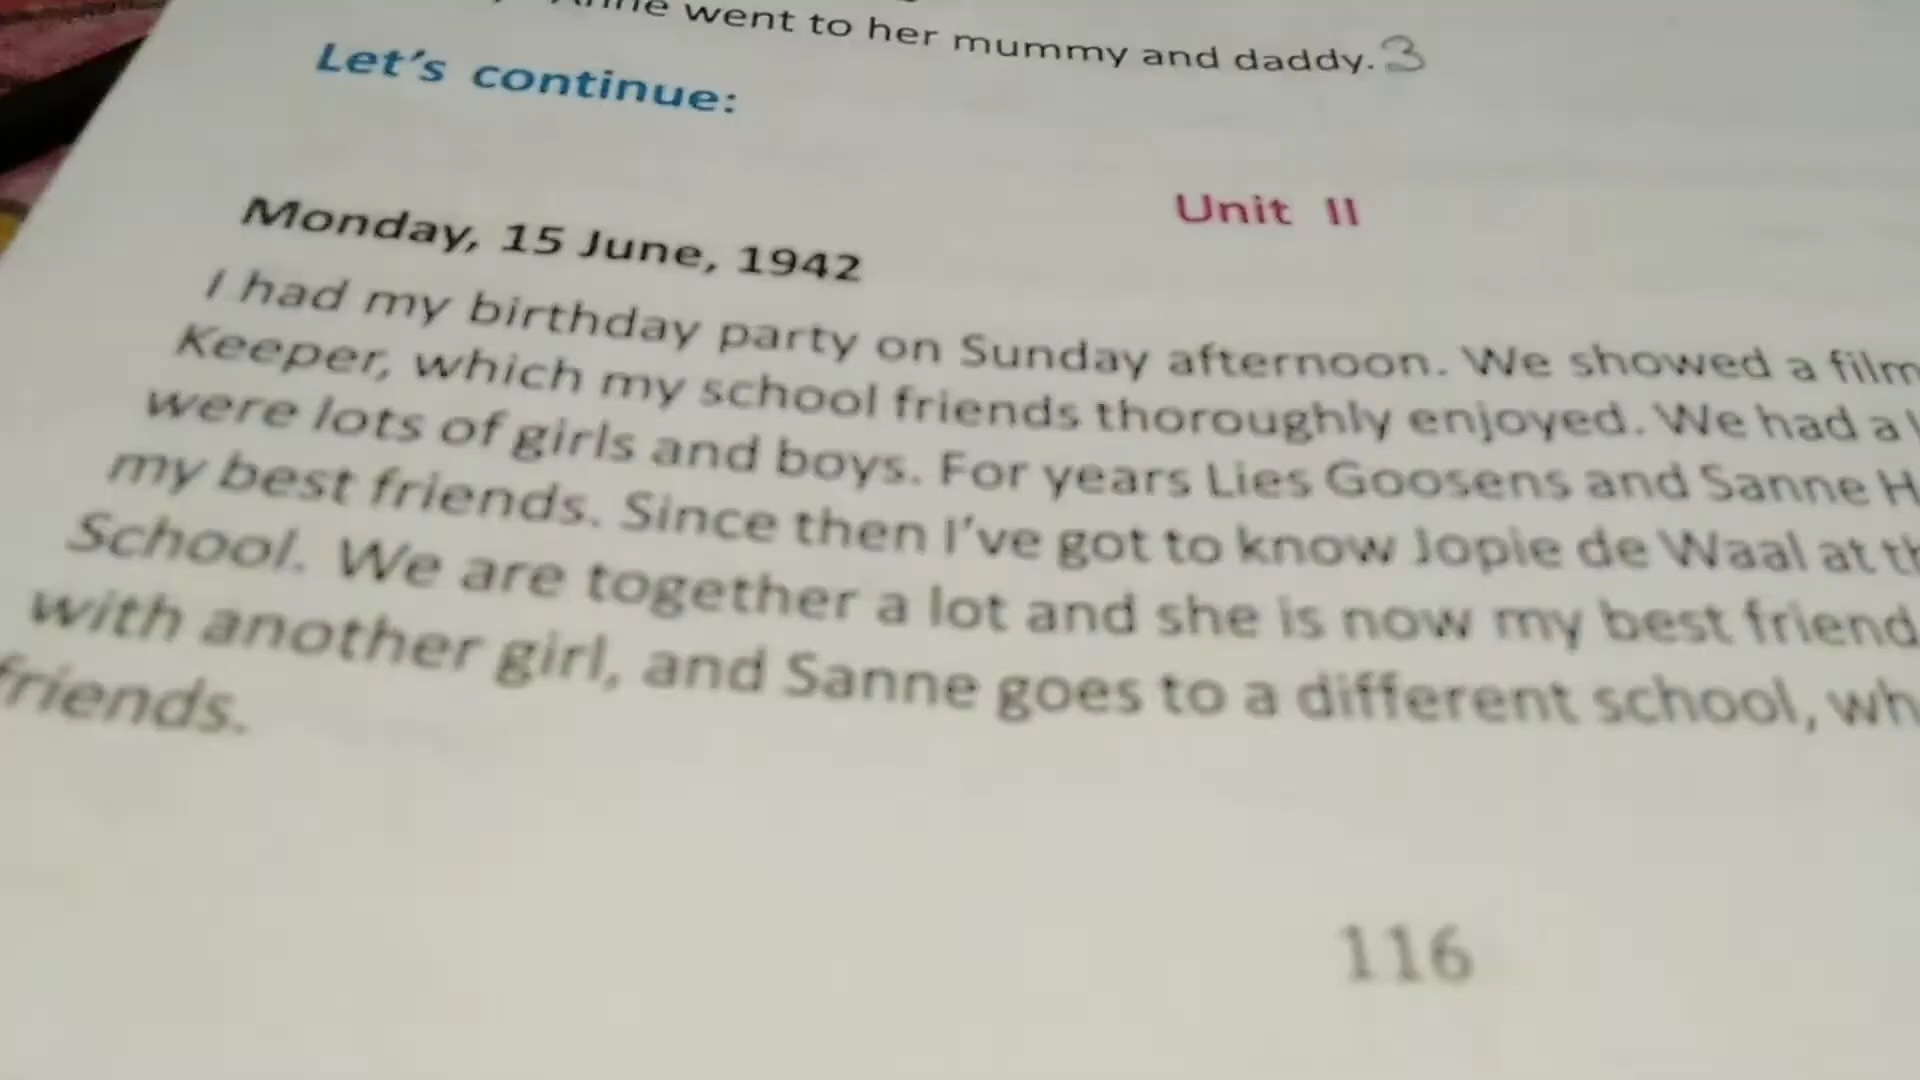 Anne went to her mummy and daddy. 3
Let's continue:
Unit II
Monday, 15 June, 1942
I had my birthday party on Sunday afternoon. We showed a film
Keeper, which my school friends thoroughly enjoyed. We had a
were lots of girls and boys. For years Lies Goosens and Sanne H
my best friends. Since then I've got to know Jopie de Waal at th
School. We are together a lot and she is now my best friend
with another girl, and Sanne goes to a different school, wh
friends.
116